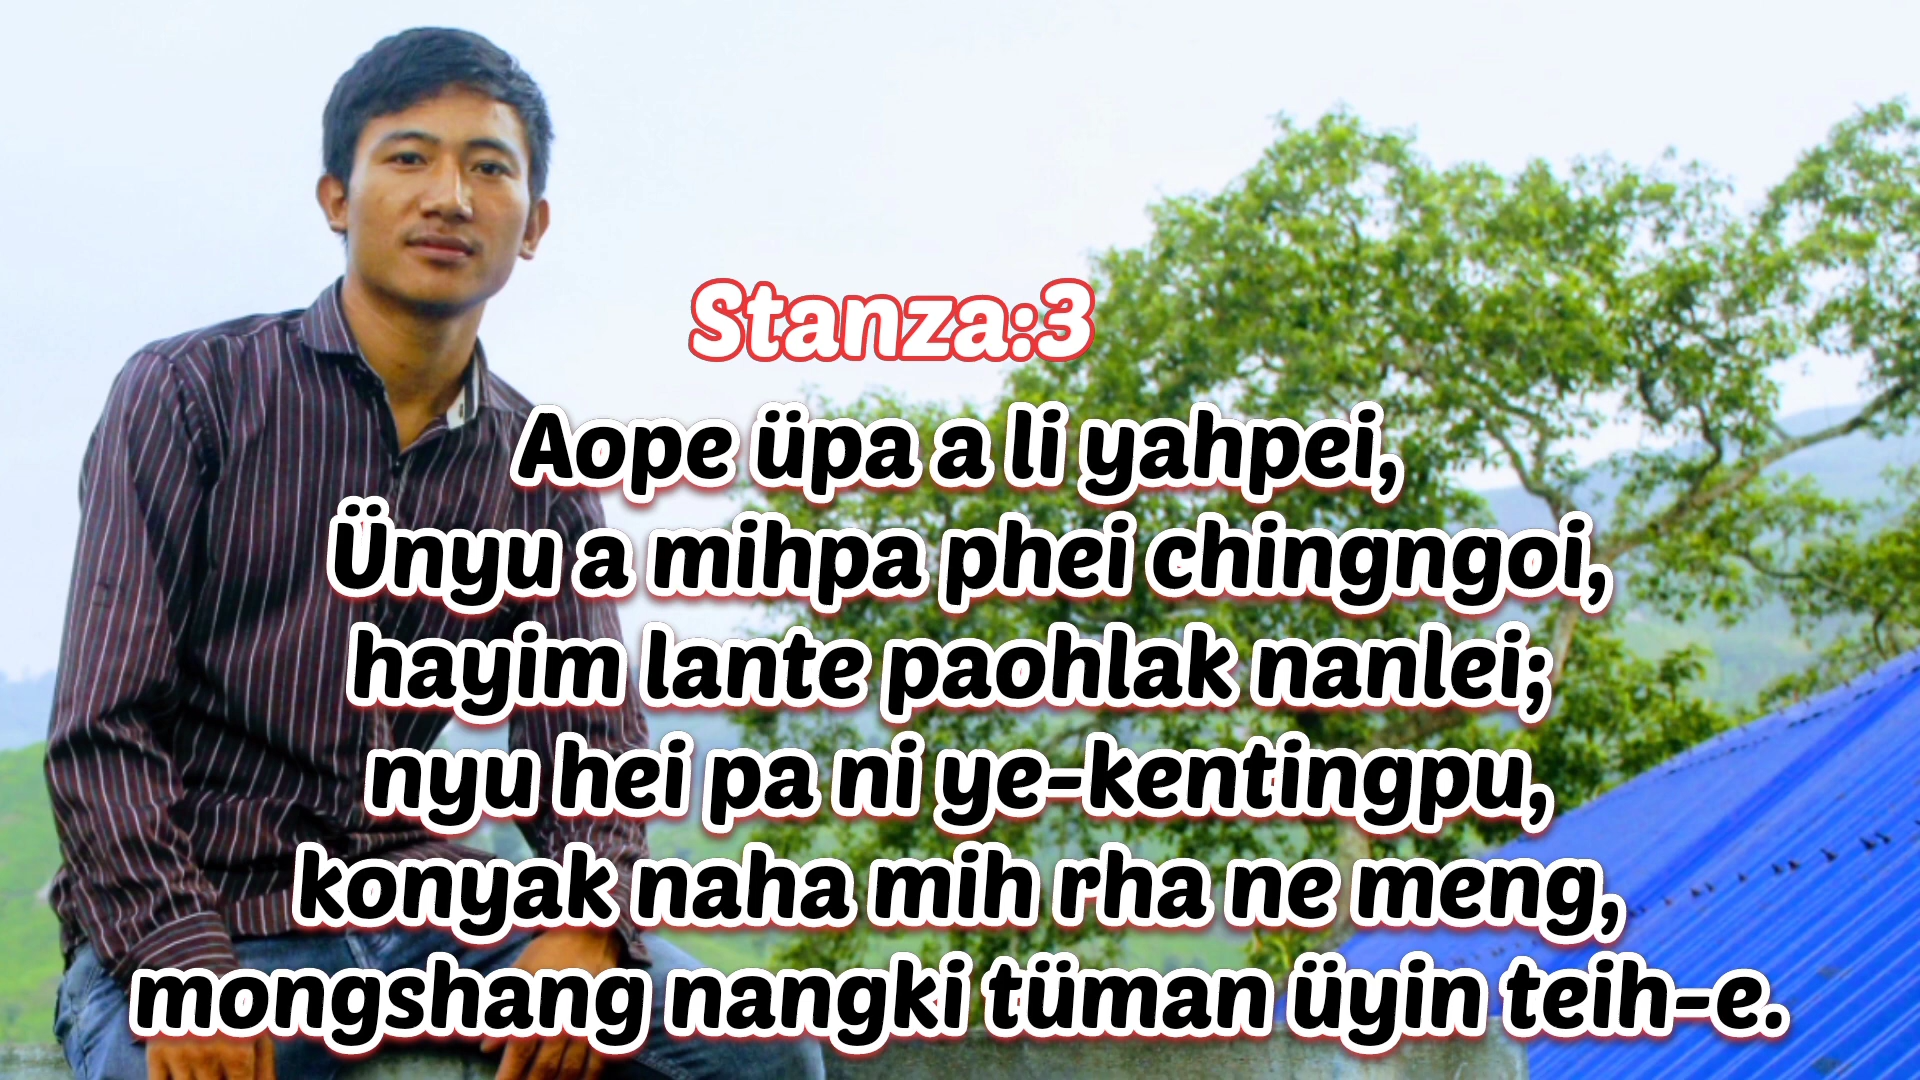 Stanza:3
Aope üpa a li yahpei,
Ünyu a mihpa phei chingngoi,
hayim lante paohlak nanlei;
nyu hei pa ni ye-kentingpu,
konyak naha mih rha ne meng,
mongshang nangki tüman üyin teih-e.